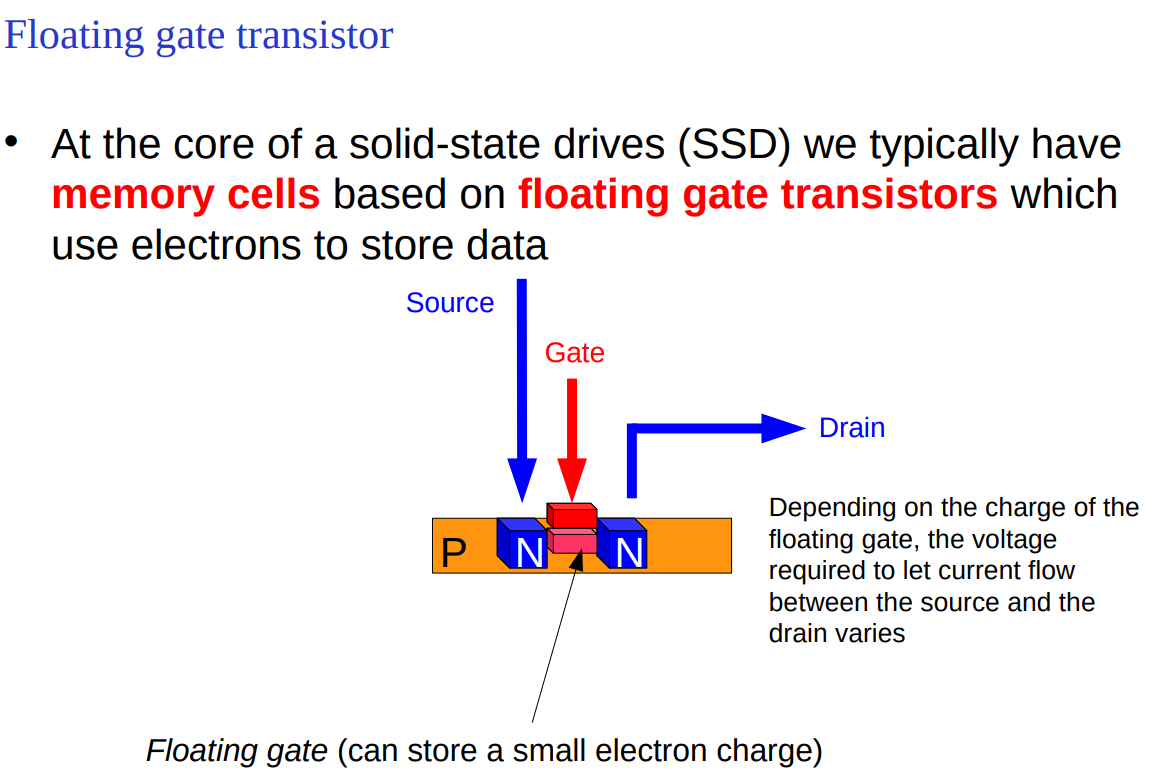 Floating gate transistor
• At the core of a solid-state drives (SSD) we typically have
memory cells based on floating gate transistors which
use electrons to store data
Source
Gate
Drain
P
N
N
Depending on the charge of the
floating gate, the voltage
required to let current flow
between the source and the
drain varies
Floating gate (can store a small electron charge)